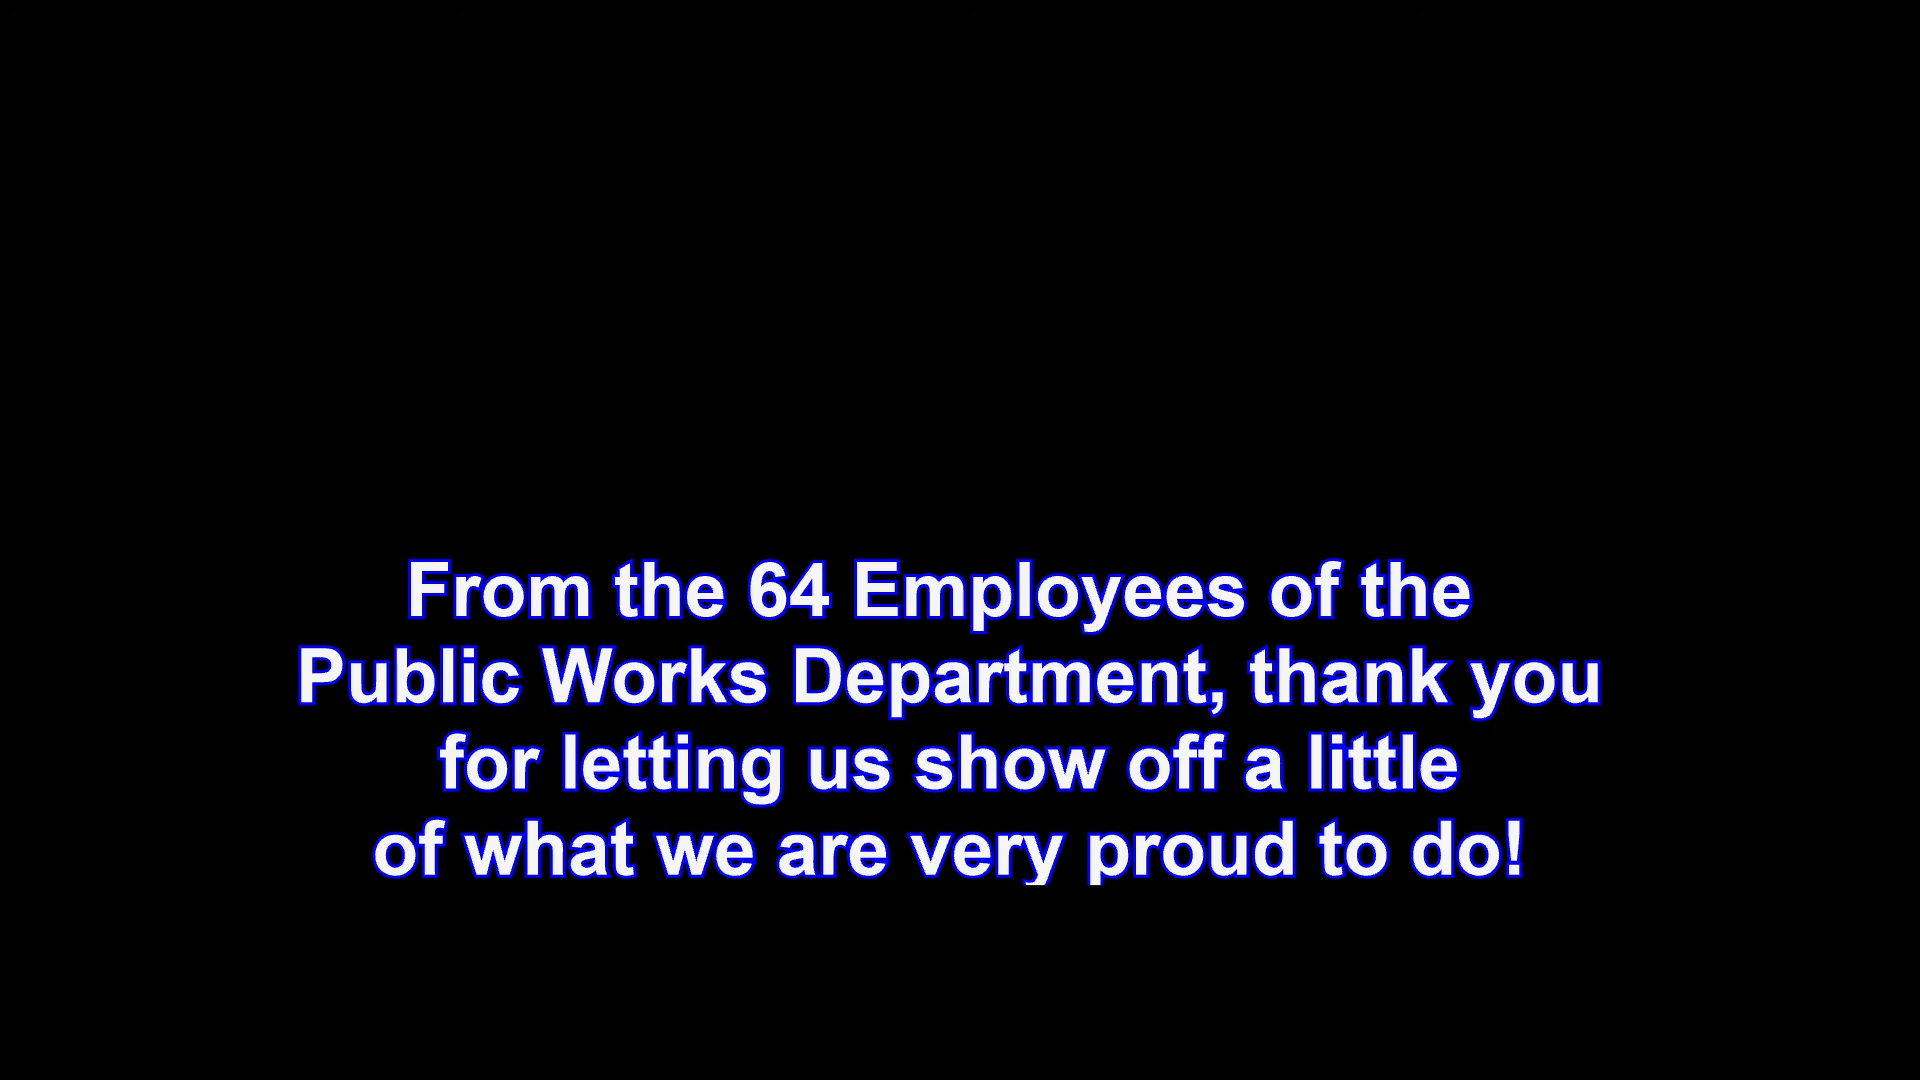 From the 64 Employees of the
Public Works Department, thank you
for letting us show off a little
of what we are very proud to do!